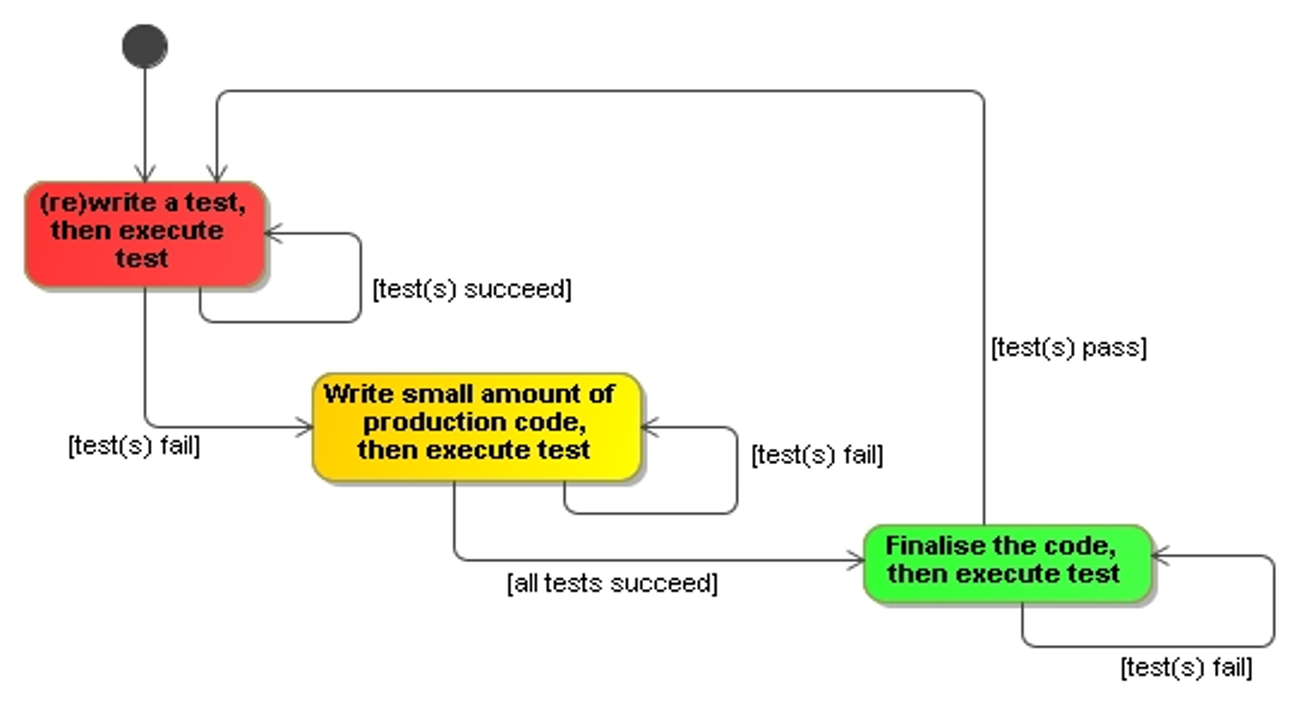 (re)write a test,
then execute
test
[test(s) succeed]
[test(s) pass]
Write small amount of
production code,
then execute test
[test(s) fail]
[test(s) fail]
Finalise the code,
then execute test
[all tests succeed]
[test(s) fail]